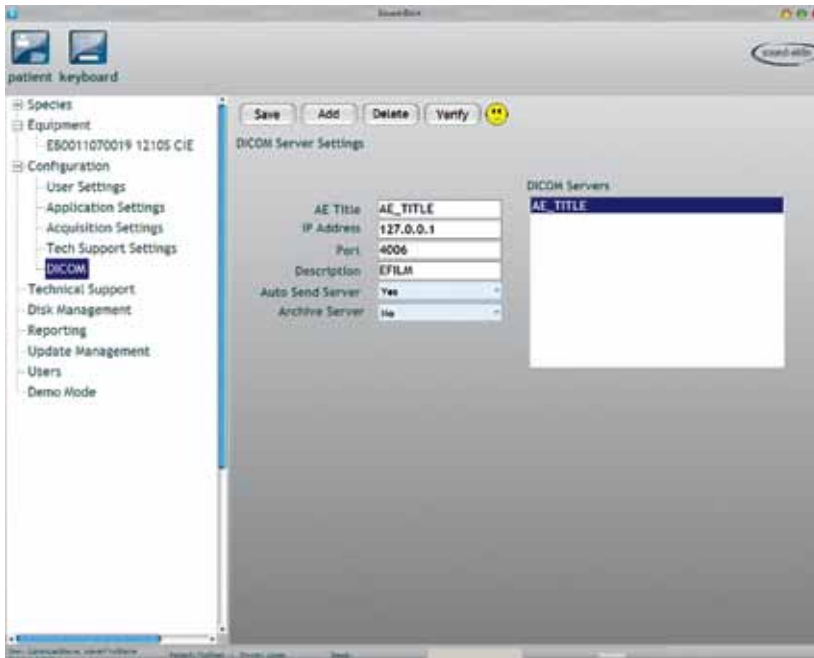 patient keyboard
Species
Equipment
EB0011070019 1210S CIE
Configuration
User Settings
Application Settings
Acquisition Settings
Tech Support Settings
DICOM
Technical Support
Disk Management
Reporting
Update Management
Users
Demo Mode
Save Add Delete Verify
DICOM Server Settings
AE Title AE_TITLE
IP Address 127.0.0.1
Port 4006
Description EFILM
Auto Send Server Yes
Archive Server No
DICOM Servers
AE_TITLE